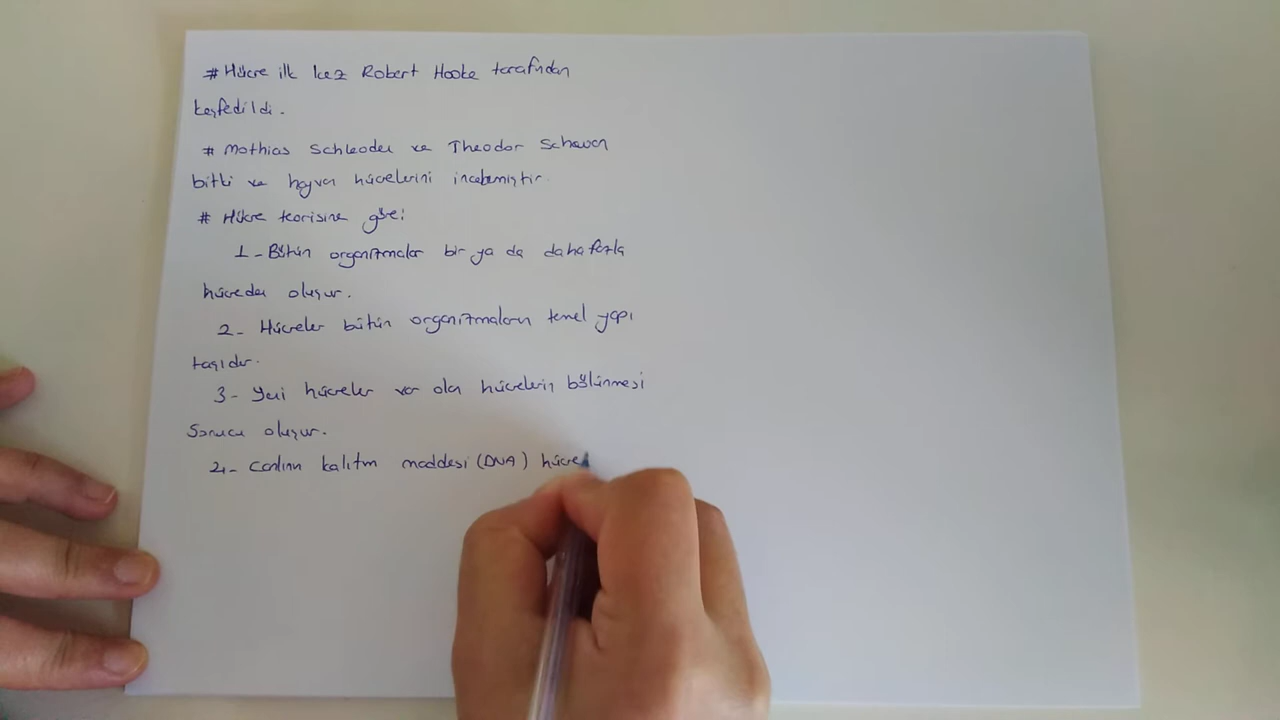 # Hücre ilk kez Robert Hooke tarafından
keşfedildi.
# Mathias Schleiden ve Theodor Schwan
bitki ve hayvan hücrelerini incelemiştir.
# Hücre teorisine göre;
1- Bütün organizmalar bir ya da daha fazla
hücreden oluşur.
2- Hücreler bütün organizmaların temel yapı
taşıdır.
3- Yeni hücreler var olan hücrelerin bölünmesi
sonucu oluşur.
4- Canlının kalıtım maddesi (DNA) hücre